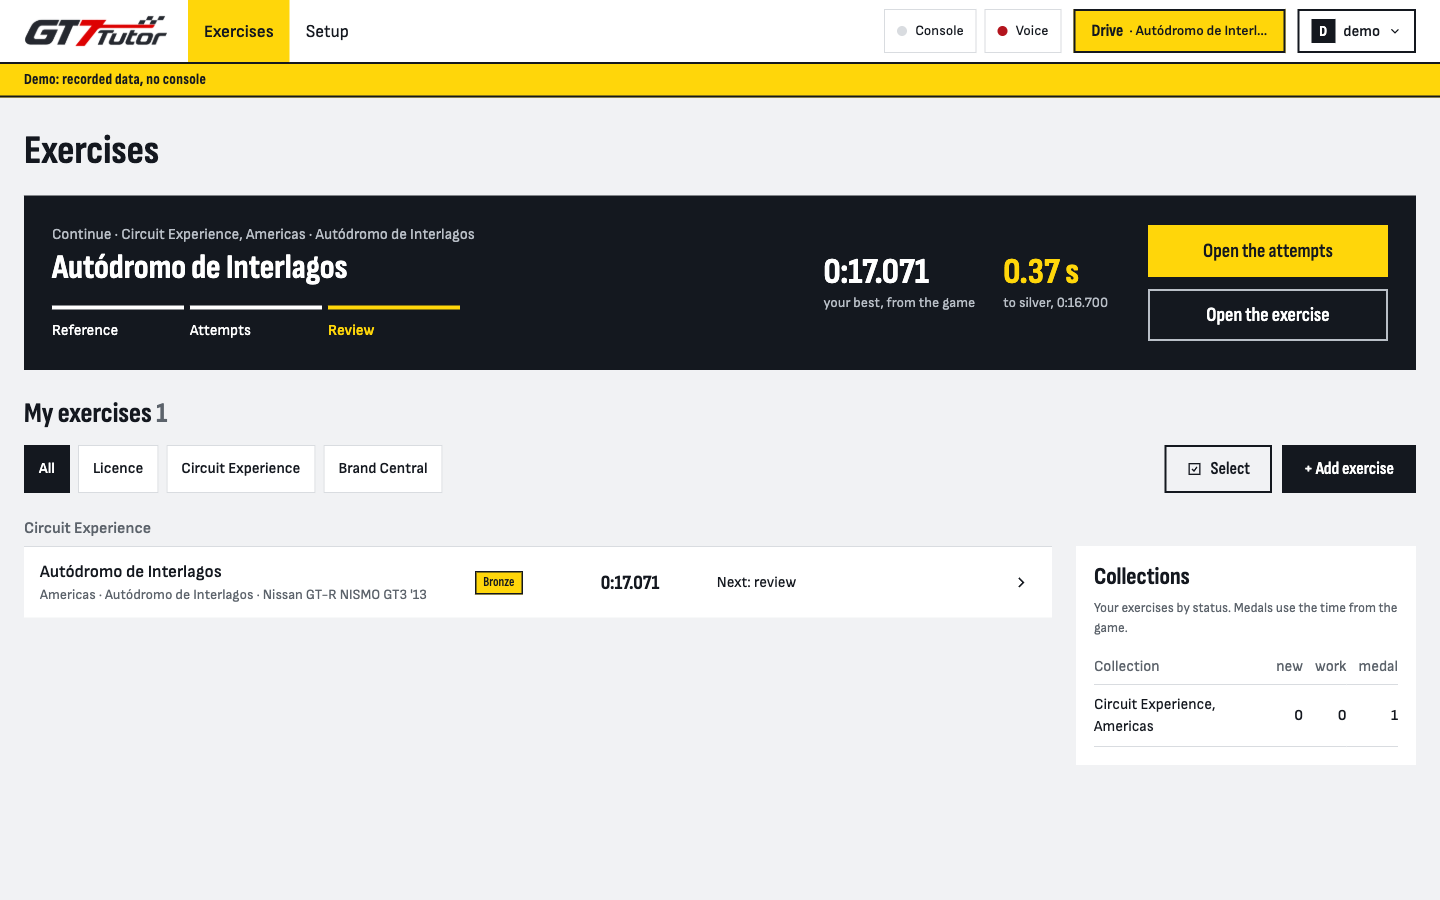 GT7 Tutor
Exercises
Setup
Console
Voice
Drive · Autódromo de Interl...
D
demo
Demo: recorded data, no console
Exercises
Continue · Circuit Experience, Americas · Autódromo de Interlagos
Autódromo de Interlagos
Reference
Attempts
Review
0:17.071
your best, from the game
0.37 s
to silver, 0:16.700
Open the attempts
Open the exercise
My exercises 1
All
Licence
Circuit Experience
Brand Central
Select
+ Add exercise
Circuit Experience
Autódromo de Interlagos
Americas · Autódromo de Interlagos · Nissan GT-R NISMO GT3 '13
Bronze
0:17.071
Next: review
Collections
Your exercises by status. Medals use the time from the
game.
Collection new work medal
Circuit Experience,
Americas
0 0 1